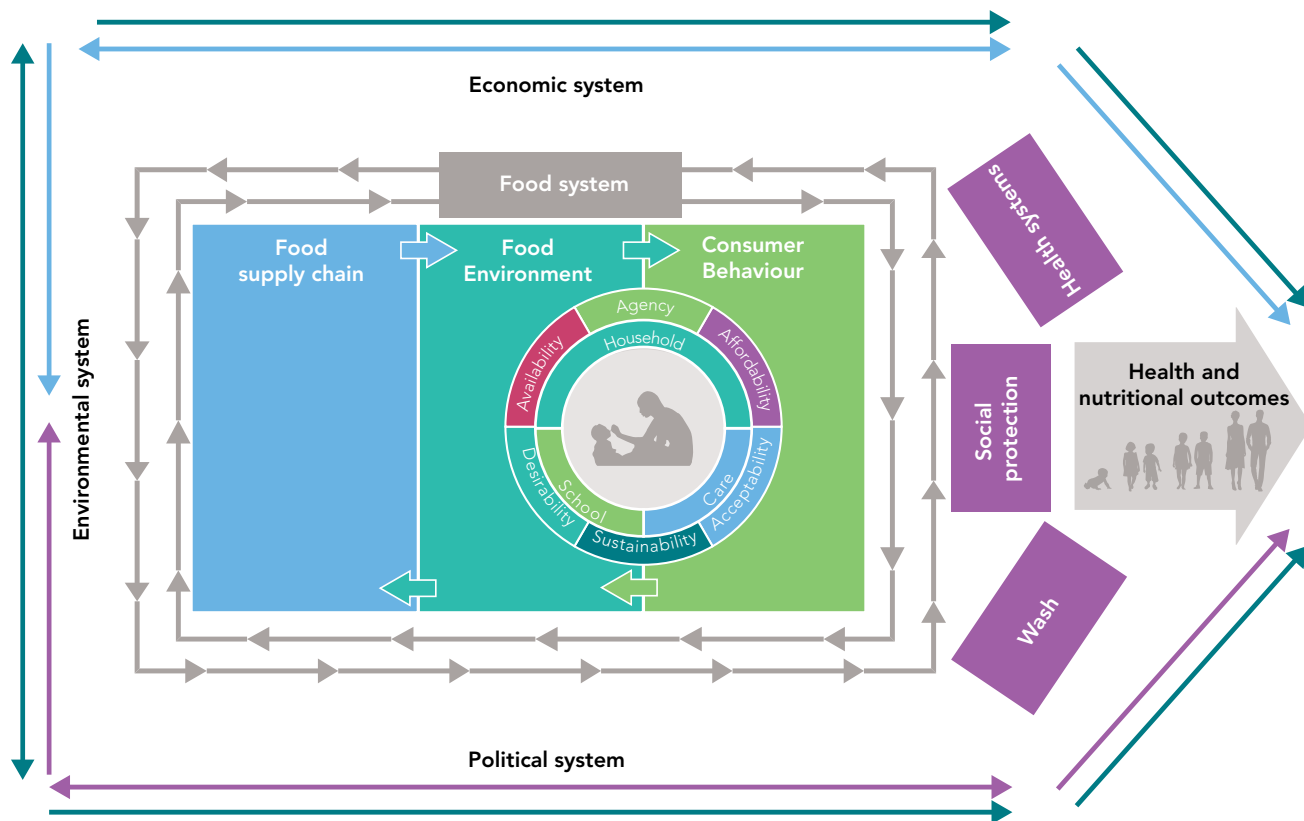 Economic system
Food system
Food
supply chain
Food
Environment
Consumer
Behaviour
Agency
Availability
Household
Affordability
Desirability
School
Care
Acceptability
Sustainability
Environmental system
Health systems
Social
protection
Wash
Health and
nutritional outcomes
Political system